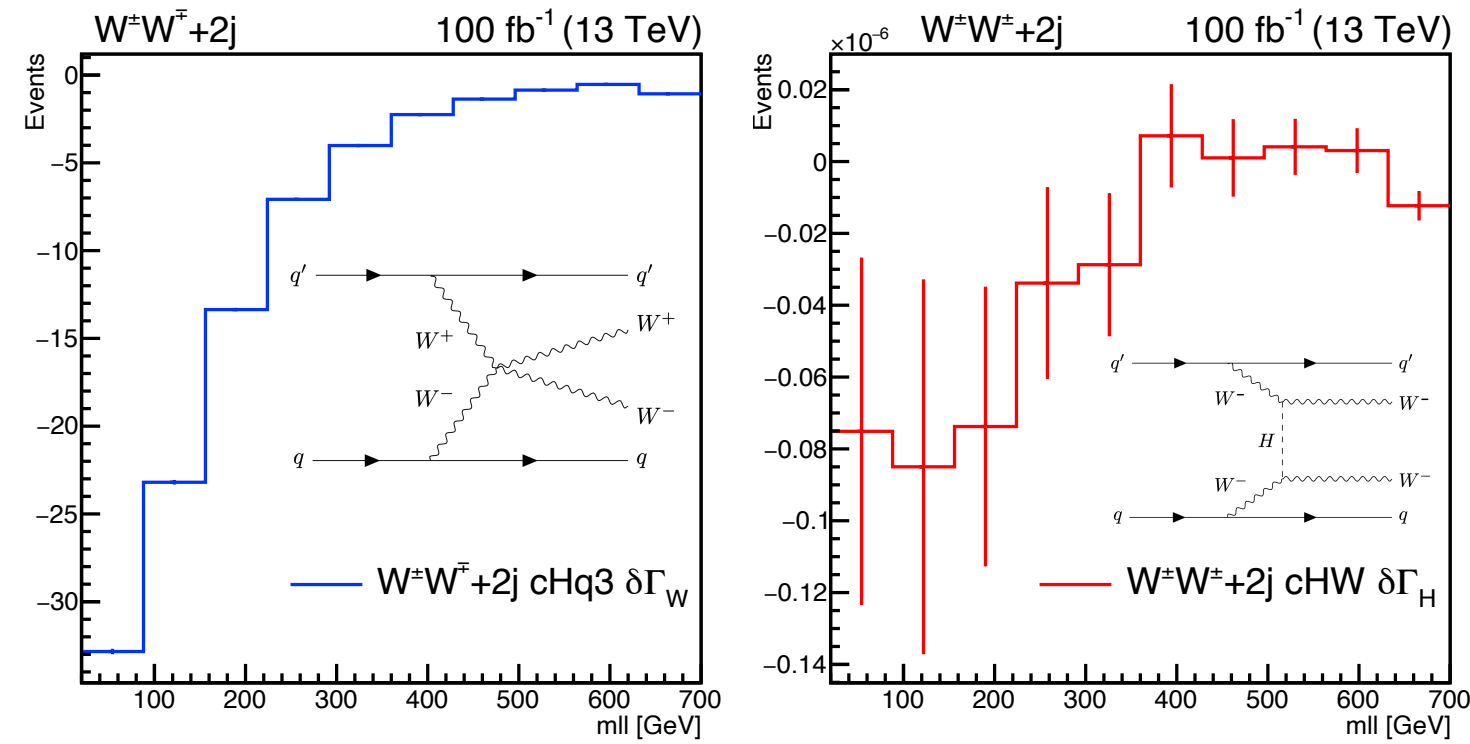 W±W∓+2j 100 fb⁻¹ (13 TeV)
Events
0
−5
−10
−15
−20
−25
−30
q′ q′
W⁺ W⁺
W⁻ W⁻
q q
W±W∓+2j cHq3 δΓ_W
100 200 300 400 500 600 700
mll [GeV]
W±W±+2j 100 fb⁻¹ (13 TeV)
×10⁻⁶
Events
0.02
0
−0.02
−0.04
−0.06
−0.08
−0.1
−0.12
−0.14
q′ q′
W⁻ W⁻
H
W⁻ W⁻
q q
W±W±+2j cHW δΓ_H
100 200 300 400 500 600 700
mll [GeV]